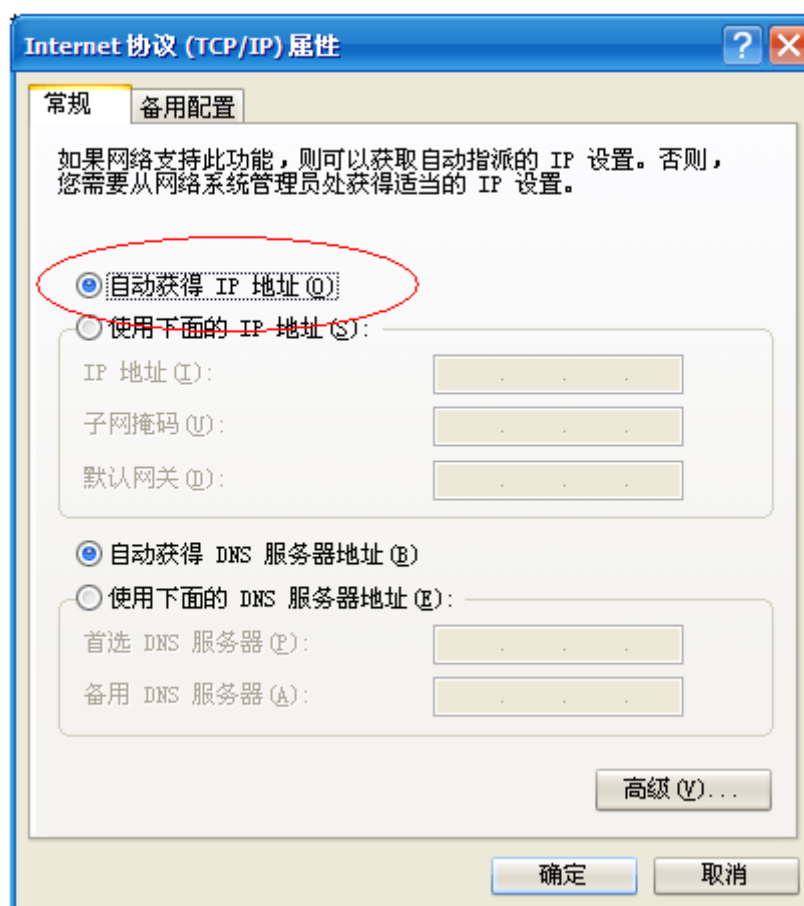 Internet 协议 (TCP/IP) 属性
常规
备用配置
如果网络支持此功能，则可以获取自动指派的 IP 设置。否则，
您需要从网络系统管理员处获得适当的 IP 设置。
自动获得 IP 地址(O)
使用下面的 IP 地址(S):
IP 地址(I):
子网掩码(U):
默认网关(D):
自动获得 DNS 服务器地址(B)
使用下面的 DNS 服务器地址(E):
首选 DNS 服务器(P):
备用 DNS 服务器(A):
高级(V)...
确定
取消